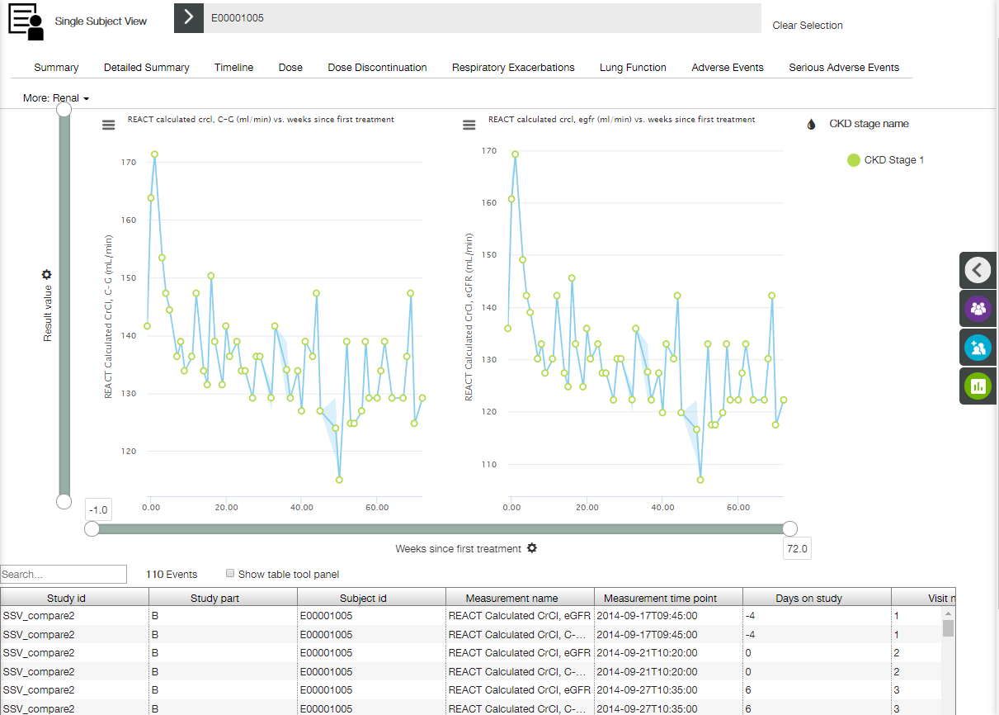 Single Subject View
E00001005
Clear Selection
Summary Detailed Summary Timeline Dose Dose Discontinuation Respiratory Exacerbations Lung Function Adverse Events Serious Adverse Events
More: Renal
REACT calculated crcl, C-G (ml/min) vs. weeks since first treatment
REACT calculated crcl, egfr (ml/min) vs. weeks since first treatment
CKD stage name
CKD Stage 1
Result value
REACT Calculated CrCl, C-G (mL/min)
170
160
150
140
130
120
0.00 20.00 40.00 60.00
REACT Calculated CrCl, eGFR (mL/min)
170
160
150
140
130
120
110
0.00 20.00 40.00 60.00
-1.0
Weeks since first treatment
72.0
Search... 110 Events Show table tool panel
Study id Study part Subject id Measurement name Measurement time point Days on study Visit n
SSV_compare2 B E00001005 REACT Calculated CrCl, eGFR 2014-09-17T09:45:00 -4 1
SSV_compare2 B E00001005 REACT Calculated CrCl, C-... 2014-09-17T09:45:00 -4 1
SSV_compare2 B E00001005 REACT Calculated CrCl, eGFR 2014-09-21T10:20:00 0 2
SSV_compare2 B E00001005 REACT Calculated CrCl, C-... 2014-09-21T10:20:00 0 2
SSV_compare2 B E00001005 REACT Calculated CrCl, eGFR 2014-09-27T10:35:00 6 3
SSV_compare2 B E00001005 REACT Calculated CrCl, C-... 2014-09-27T10:35:00 6 3